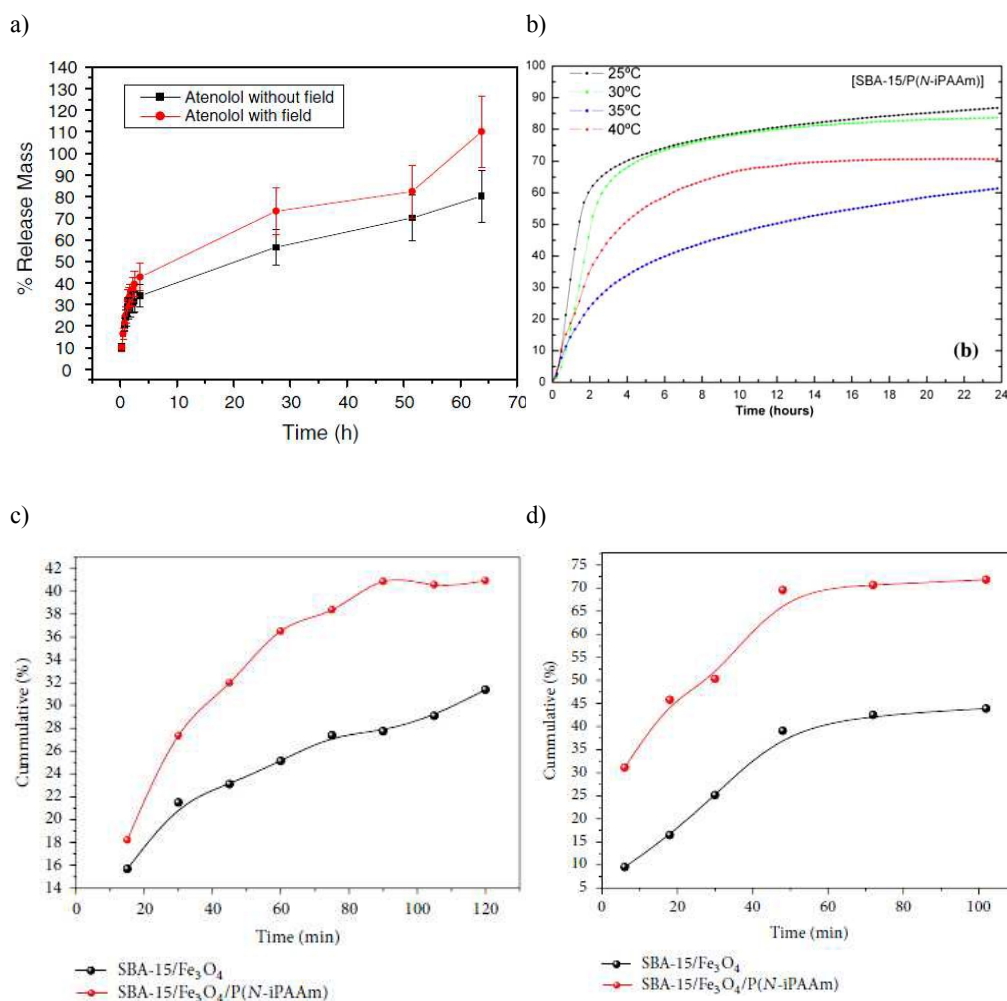 a)
b)
140
130
120
110
100
90
80
70
60
50
40
30
20
10
0
% Release Mass
Atenolol without field
Atenolol with field
0 10 20 30 40 50 60 70
Time (h)
100
90
80
70
60
50
40
30
20
10
0
25ºC
30ºC
35ºC
40ºC
[SBA-15/P(N-iPAAm)]
(b)
0 2 4 6 8 10 12 14 16 18 20 22 24
Time (hours)
c)
d)
42
40
38
36
34
32
30
28
26
24
22
20
18
16
14
Cummulative (%)
0 20 40 60 80 100 120
Time (min)
SBA-15/Fe₃O₄
SBA-15/Fe₃O₄/P(N-iPAAm)
75
70
65
60
55
50
45
40
35
30
25
20
15
10
5
Cummulative (%)
0 20 40 60 80 100
Time (min)
SBA-15/Fe₃O₄
SBA-15/Fe₃O₄/P(N-iPAAm)